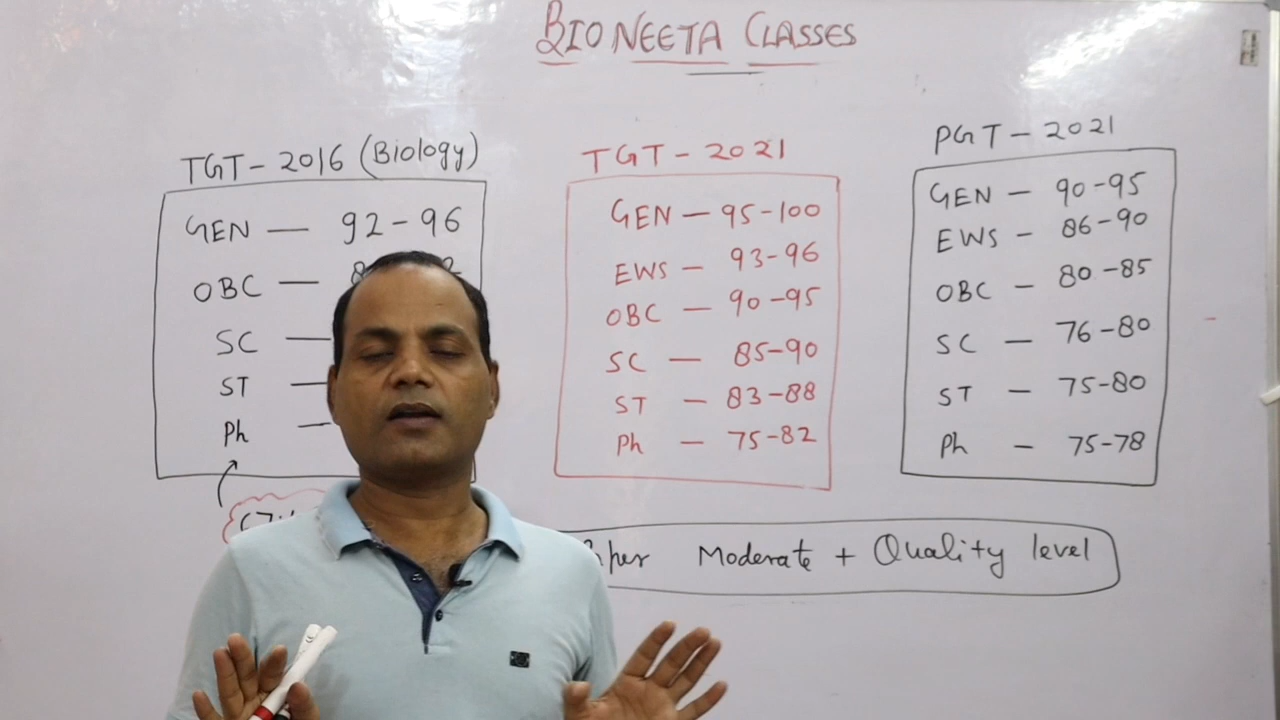 BIO NEETA CLASSES
TGT - 2016 (Biology)
GEN — 92-96
OBC —
SC —
ST —
Ph —
TGT - 2021
GEN — 95-100
EWS — 93-96
OBC — 90-95
SC — 85-90
ST — 83-88
Ph — 75-82
PGT - 2021
GEN — 90-95
EWS — 86-90
OBC — 80-85
SC — 76-80
ST — 75-80
Ph — 75-78
Moderate + Quality level